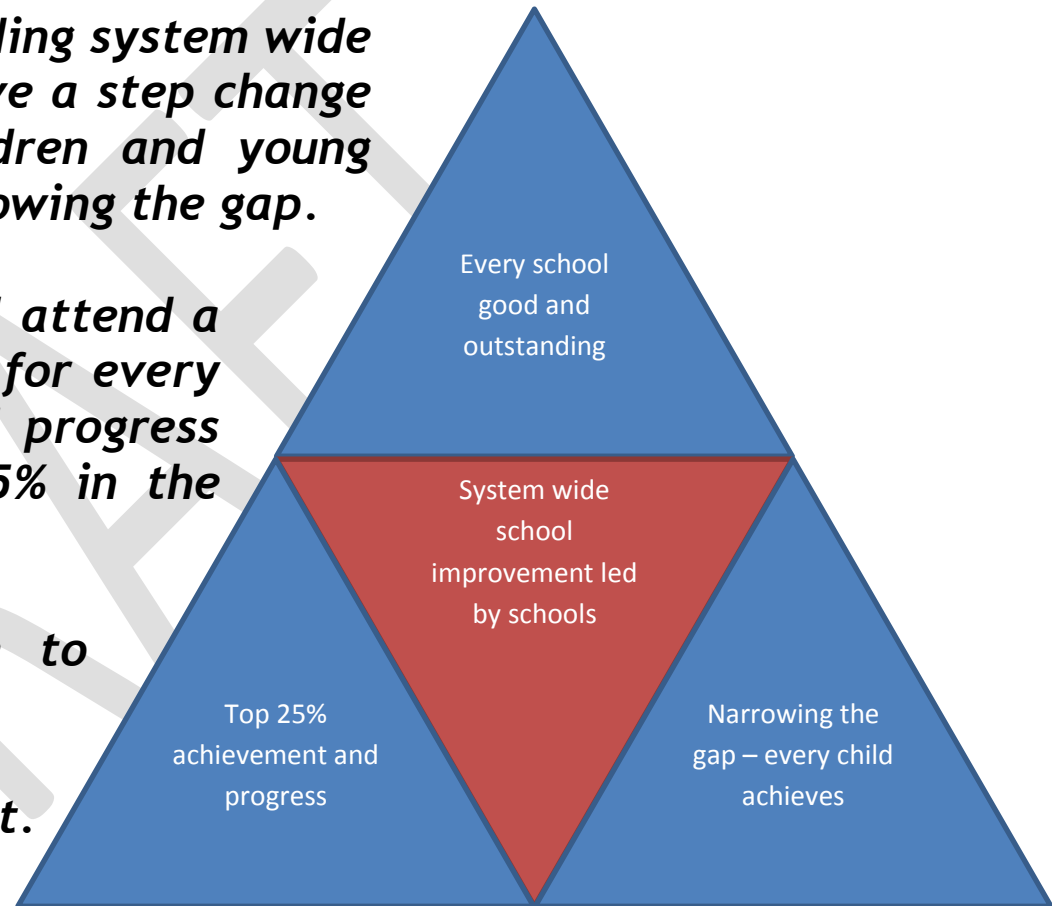 ling system wide
ve a step change
dren and young
owing the gap.
attend a
for every
progress
5% in the
to
t.
Every school
good and
outstanding
System wide
school
improvement led
by schools
Top 25%
achievement and
progress
Narrowing the
gap – every child
achieves